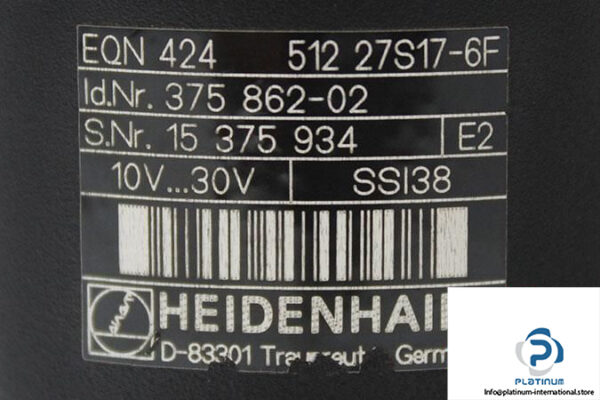 EQN 424 512 27S17-6F
Id.Nr. 375 862-02
S.Nr. 15 375 934 E2
10V...30V SSI38
HEIDENHAI
D-83301 Germ
PLATINUM
Info@platinum-international.store